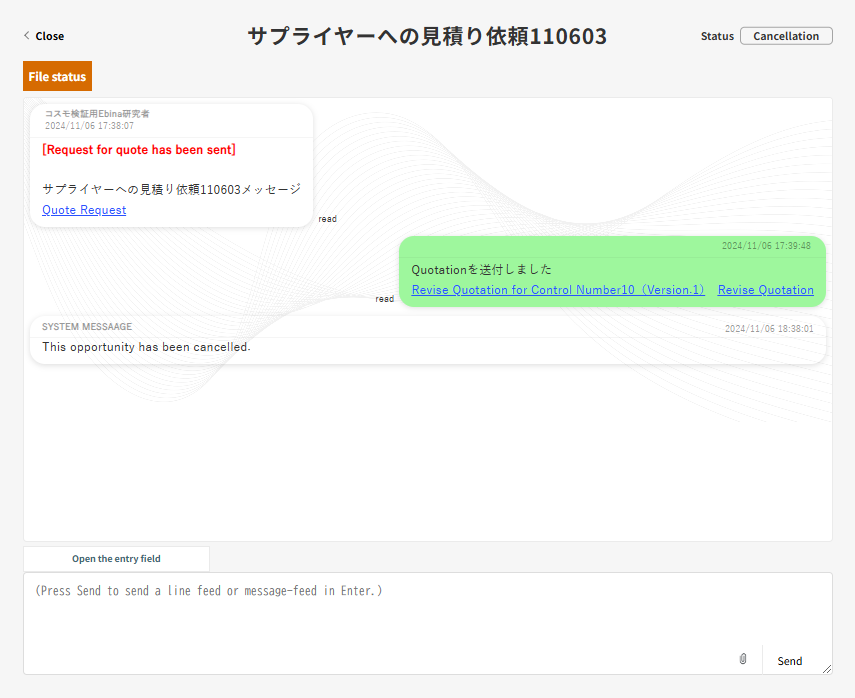 Close
サプライヤーへの見積り依頼110603
Status Cancellation
File status
コスモ検証用Ebina研究者
2024/11/06 17:38:07
[Request for quote has been sent]
サプライヤーへの見積り依頼110603メッセージ
Quote Request
read
2024/11/06 17:39:48
Quotationを送付しました
Revise Quotation for Control Number10（Version.1） Revise Quotation
read
SYSTEM MESSAAGE
2024/11/06 18:38:01
This opportunity has been cancelled.
Open the entry field
(Press Send to send a line feed or message-feed in Enter.)
Send